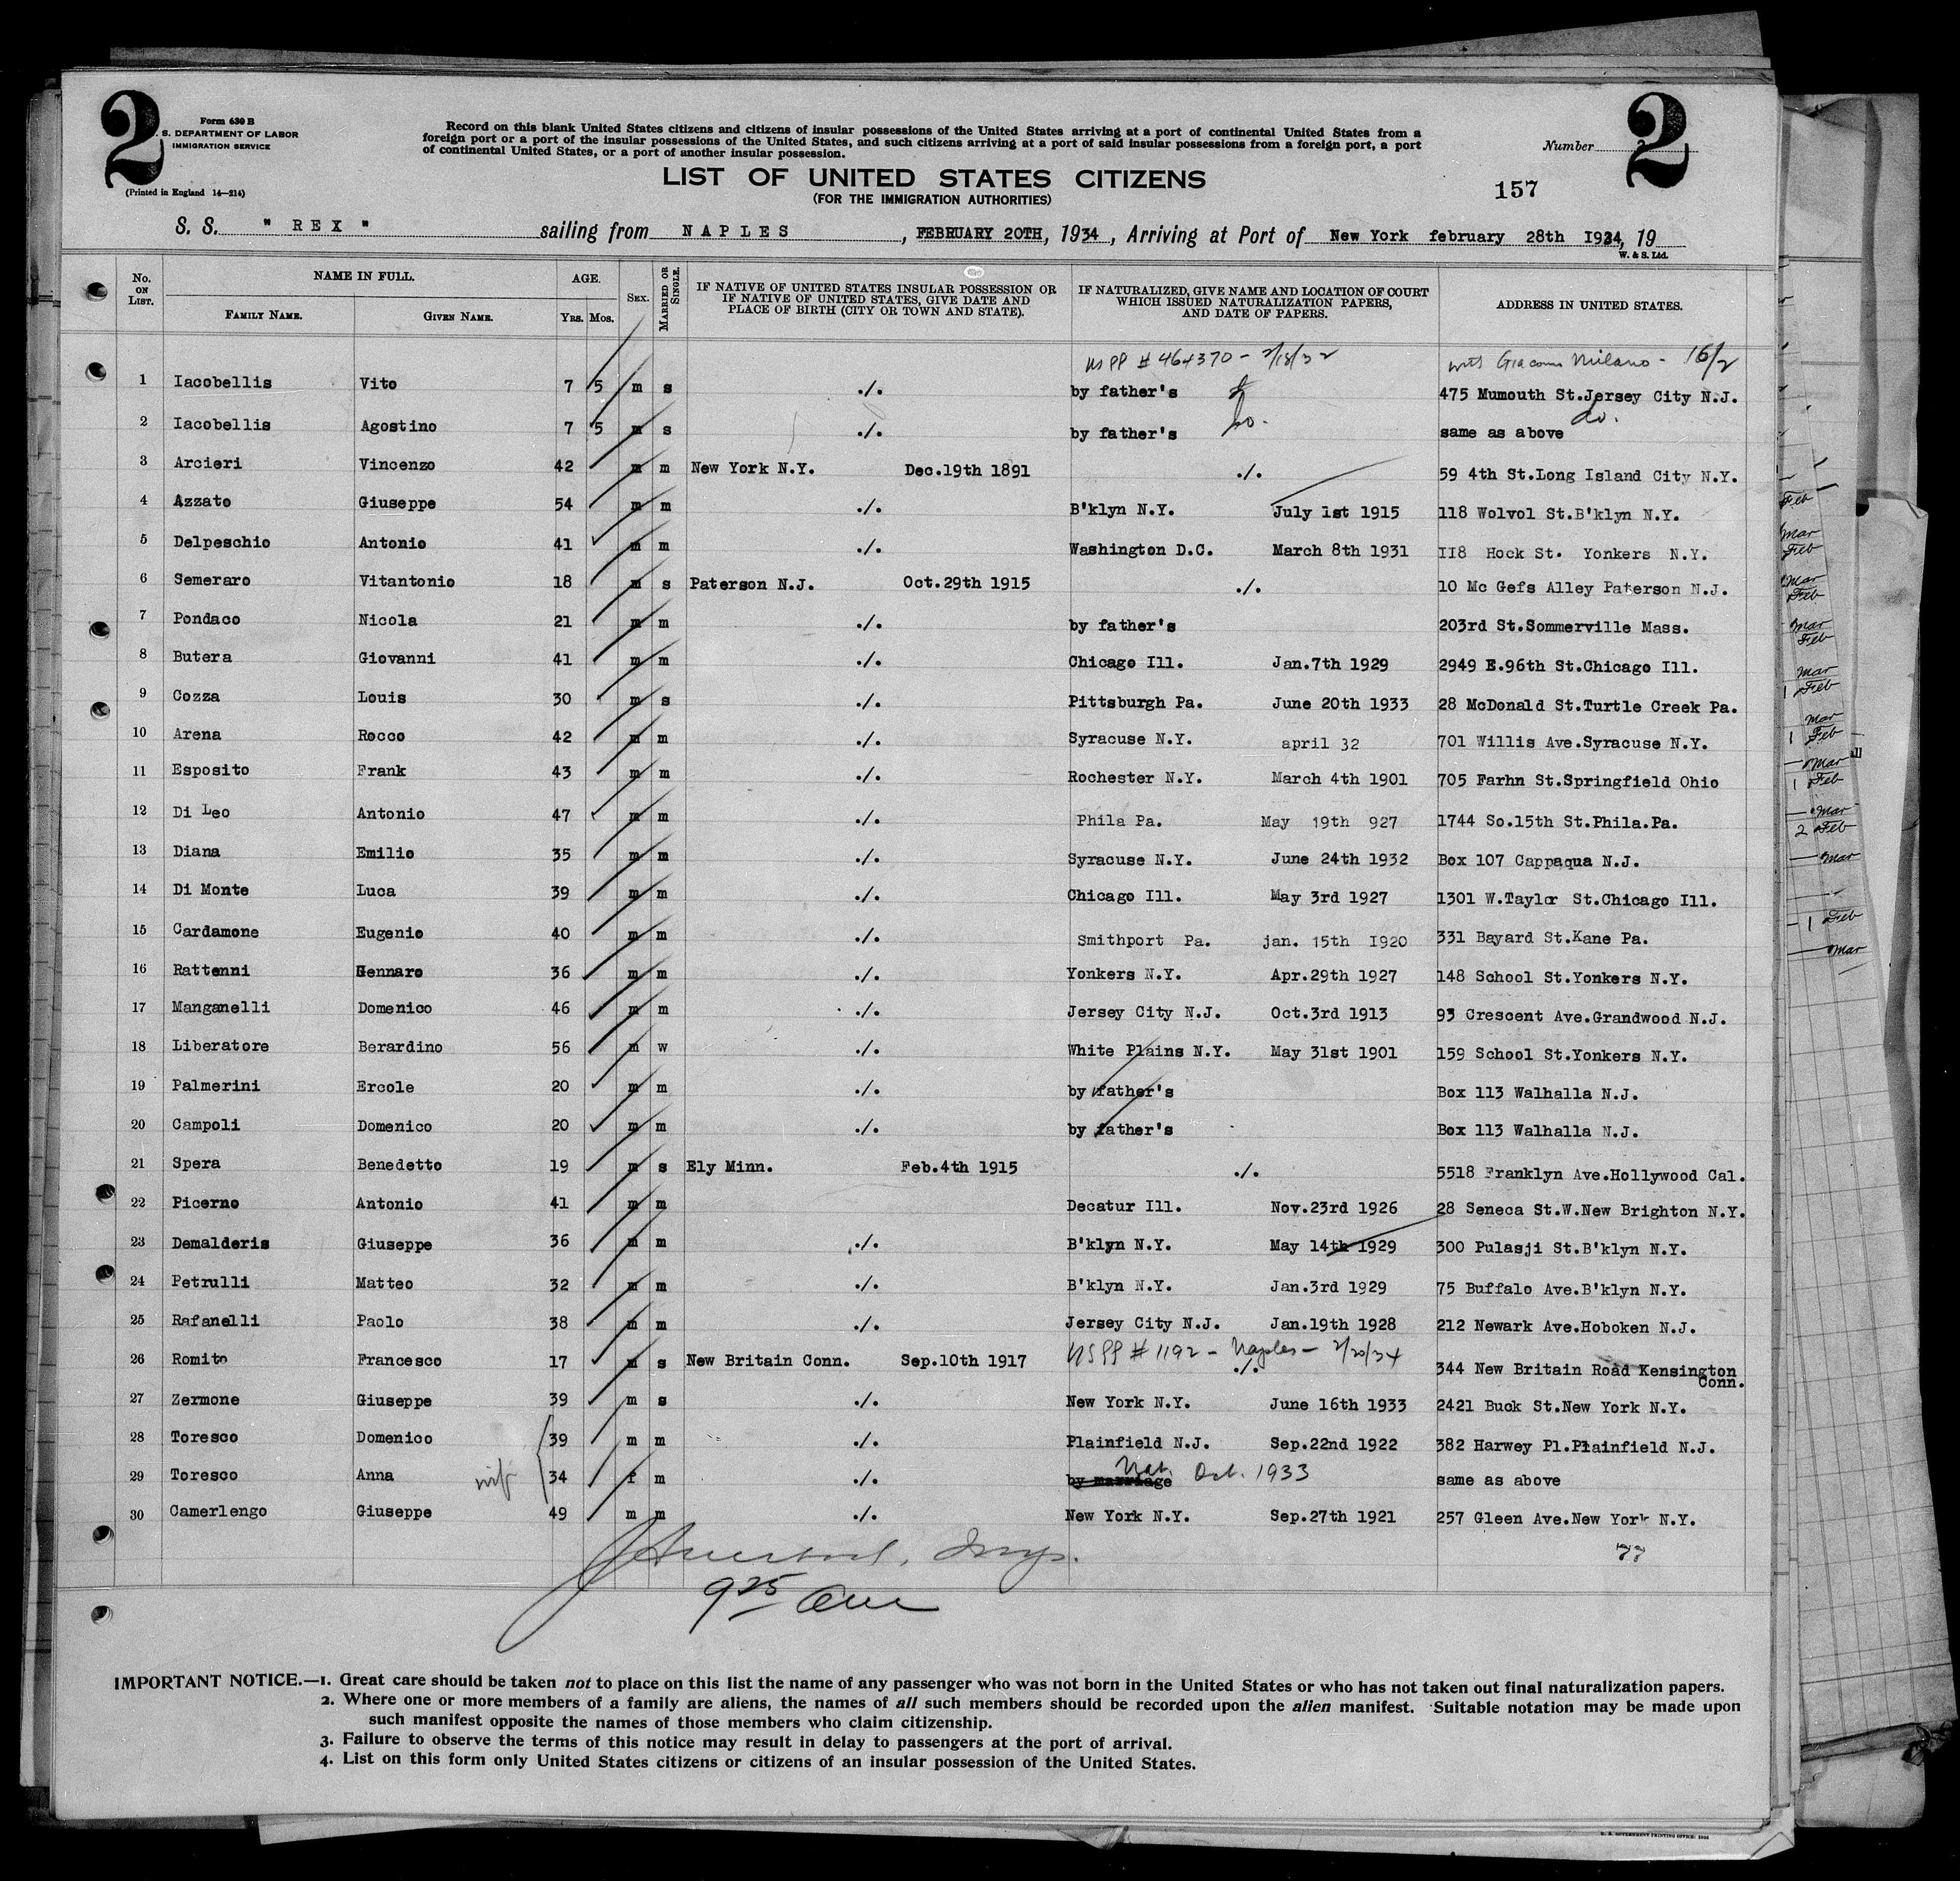 2
2
Form 630 B
S. DEPARTMENT OF LABOR
IMMIGRATION SERVICE
(Printed in England 14—214)
Record on this blank United States citizens and citizens of insular possessions of the United States arriving at a port of continental United States from a
foreign port or a port of the insular possessions of the United States, and such citizens arriving at a port of said insular possessions from a foreign port, a port
of continental United States, or a port of another insular possession.
Number
LIST OF UNITED STATES CITIZENS
(FOR THE IMMIGRATION AUTHORITIES)
157
S. S. " REX " sailing from NAPLES, FEBRUARY 20TH, 1934, Arriving at Port of New York february 28th 1934, 19
W. & S. Ltd.
No. ON LIST. NAME IN FULL. FAMILY NAME. GIVEN NAME. AGE. YRS. MOS. SEX. MARRIED OR SINGLE. IF NATIVE OF UNITED STATES INSULAR POSSESSION OR IF NATIVE OF UNITED STATES, GIVE DATE AND PLACE OF BIRTH (CITY OR TOWN AND STATE). IF NATURALIZED, GIVE NAME AND LOCATION OF COURT WHICH ISSUED NATURALIZATION PAPERS, AND DATE OF PAPERS. ADDRESS IN UNITED STATES.
US PP # 464370 - 2/18/32 with Giacomo Milano - 16/2
1 Iacobellis Vito 7 5 m s ./. by father's 475 Mumouth St.Jersey City N.J.
2 Iacobellis Agostino 7 5 m s ./. by father's do. same as above do.
3 Arcieri Vincenzo 42 m m New York N.Y. Dec.19th 1891 ./. 59 4th St.Long Island City N.Y.
4 Azzato Giuseppe 54 m m ./. B'klyn N.Y. July 1st 1915 118 Wolvol St.B'klyn N.Y.
5 Delpeschio Antonio 41 m m ./. Washington D.C. March 8th 1931 II8 Hock St. Yonkers N.Y.
6 Semeraro Vitantonio 18 m s Paterson N.J. Oct.29th 1915 ./. 10 Mc Gefs Alley Paterson N.J.
7 Pondaco Nicola 21 m m ./. by father's 203rd St.Sommerville Mass.
8 Butera Giovanni 41 m m ./. Chicago Ill. Jan.7th 1929 2949 E.96th St.Chicago Ill.
9 Cozza Louis 30 m s ./. Pittsburgh Pa. June 20th 1933 28 McDonald St.Turtle Creek Pa.
10 Arena Rocco 42 m m ./. Syracuse N.Y. april 32 701 Willis Ave.Syracuse N.Y.
11 Esposito Frank 43 m m ./. Rochester N.Y. March 4th 1901 705 Farhn St.Springfield Ohio
12 Di Leo Antonio 47 m m ./. Phila Pa. May 19th 927 1744 So.15th St.Phila.Pa.
13 Diana Emilio 35 m m ./. Syracuse N.Y. June 24th 1932 Box 107 Cappaqua N.J.
14 Di Monte Luca 39 m m ./. Chicago Ill. May 3rd 1927 1301 W.Taylor St.Chicago Ill.
15 Cardamone Eugenio 40 m m ./. Smithport Pa. jan. 15th I920 331 Bayard St.Kane Pa.
16 Rattenni Gennaro 36 m m ./. Yonkers N.Y. Apr.29th 1927 148 School St.Yonkers N.Y.
17 Manganelli Domenico 46 m m ./. Jersey City N.J. Oct.3rd 1913 93 Crescent Ave.Grandwood N.J.
18 Liberatore Berardino 56 m w ./. White Plains N.Y. May 31st 1901 159 School St.Yonkers N.Y.
19 Palmerini Ercole 20 m m ./. by father's Box 113 Walhalla N.J.
20 Campoli Domenico 20 m m ./. by father's Box 113 Walhalla N.J.
21 Spera Benedetto 19 m s Ely Minn. Feb.4th 1915 ./. 5518 Franklyn Ave.Hollywood Cal.
22 Picerno Antonio 41 m m Decatur Ill. Nov.23rd 1926 28 Seneca St.W.New Brighton N.Y.
23 Demalderis Giuseppe 36 m m ./. B'klyn N.Y. May 14th 1929 300 Pulasji St.B'klyn N.Y.
24 Petrulli Matteo 32 m m ./. B'klyn N.Y. Jan.3rd 1929 75 Buffalo Ave.B'klyn N.Y.
25 Rafanelli Paolo 38 m m ./. Jersey City N.J. Jan.19th 1928 212 Newark Ave.Hoboken N.J.
USPP # 1192 - Naples - 2/20/34
26 Romito Francesco 17 m s New Britain Conn. Sep.10th 1917 ./. 344 New Britain Road Kensington Conn.
27 Zermone Giuseppe 39 m s ./. New York N.Y. June 16th 1933 2421 Buck St.New York N.Y.
28 Toresco Domenico 39 m m ./. Plainfield N.J. Sep.22nd 1922 382 Harwey Pl.Plainfield N.J.
29 Toresco Anna wife 34 f m ./. by marriage Nat. Oct. 1933 same as above
30 Camerlengo Giuseppe 49 m m ./. New York N.Y. Sep.27th 1921 257 Gleen Ave.New York N.Y.
Insp.
925
IMPORTANT NOTICE.—1. Great care should be taken not to place on this list the name of any passenger who was not born in the United States or who has not taken out final naturalization papers.
2. Where one or more members of a family are aliens, the names of all such members should be recorded upon the alien manifest. Suitable notation may be made upon
such manifest opposite the names of those members who claim citizenship.
3. Failure to observe the terms of this notice may result in delay to passengers at the port of arrival.
4. List on this form only United States citizens or citizens of an insular possession of the United States.